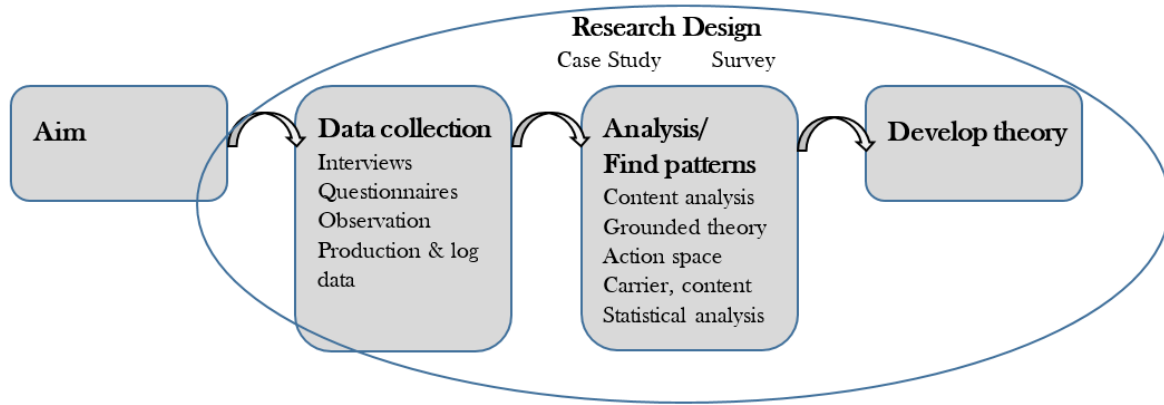 Research Design
Case Study Survey
Aim
Data collection
Interviews
Questionnaires
Observation
Production & log
data
Analysis/
Find patterns
Content analysis
Grounded theory
Action space
Carrier, content
Statistical analysis
Develop theory